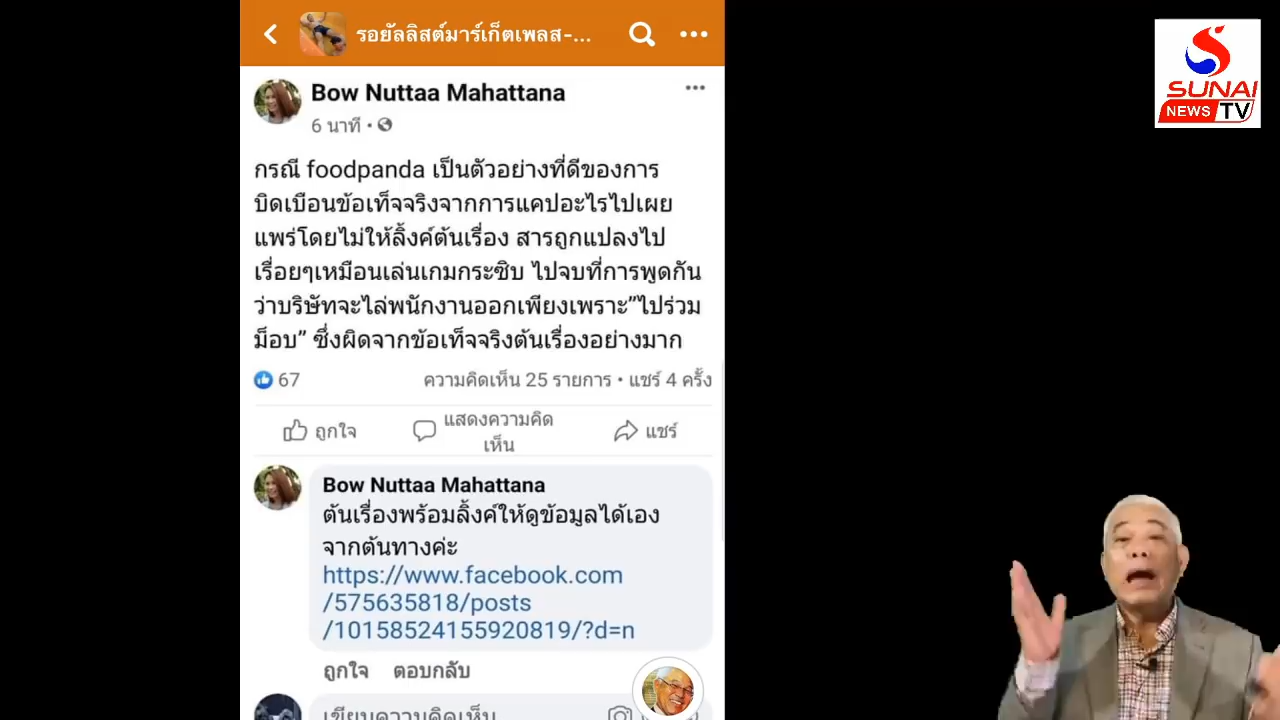 รอยัลลิสต์มาร์เก็ตเพลส-...
SUNAI
NEWS TV
Bow Nuttaa Mahattana
6 นาที •
กรณี foodpanda เป็นตัวอย่างที่ดีของการ
บิดเบือนข้อเท็จจริงจากการแคปอะไรไปเผย
แพร่โดยไม่ให้ลิ้งค์ต้นเรื่อง สารถูกแปลงไป
เรื่อยๆเหมือนเล่นเกมกระซิบ ไปจบที่การพูดกัน
ว่าบริษัทจะไล่พนักงานออกเพียงเพราะ”ไปร่วม
ม็อบ” ซึ่งผิดจากข้อเท็จจริงต้นเรื่องอย่างมาก
67 ความคิดเห็น 25 รายการ • แชร์ 4 ครั้ง
ถูกใจ แสดงความคิด แชร์
เห็น
Bow Nuttaa Mahattana
ต้นเรื่องพร้อมลิ้งค์ให้ดูข้อมูลได้เอง
จากต้นทางค่ะ
https://www.facebook.com
/575635818/posts
/10158524155920819/?d=n
ถูกใจ ตอบกลับ
เขียนความคิดเห็น